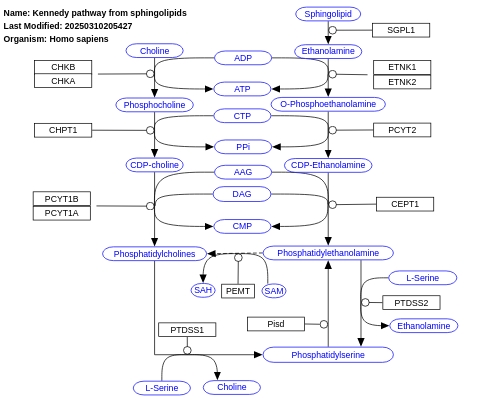 Name: Kennedy pathway from sphingolipids
Last Modified: 20250310205427
Organism: Homo sapiens
Sphingolipid
SGPL1
Choline
ADP
Ethanolamine
CHKB
CHKA
ETNK1
ETNK2
ATP
Phosphocholine
O-Phosphoethanolamine
CTP
CHPT1
PCYT2
PPi
CDP-choline
CDP-Ethanolamine
AAG
DAG
PCYT1B
PCYT1A
CEPT1
CMP
Phosphatidylcholines
Phosphatidylethanolamine
SAH
PEMT
SAM
L-Serine
PTDSS2
Ethanolamine
PTDSS1
Pisd
Phosphatidylserine
L-Serine
Choline